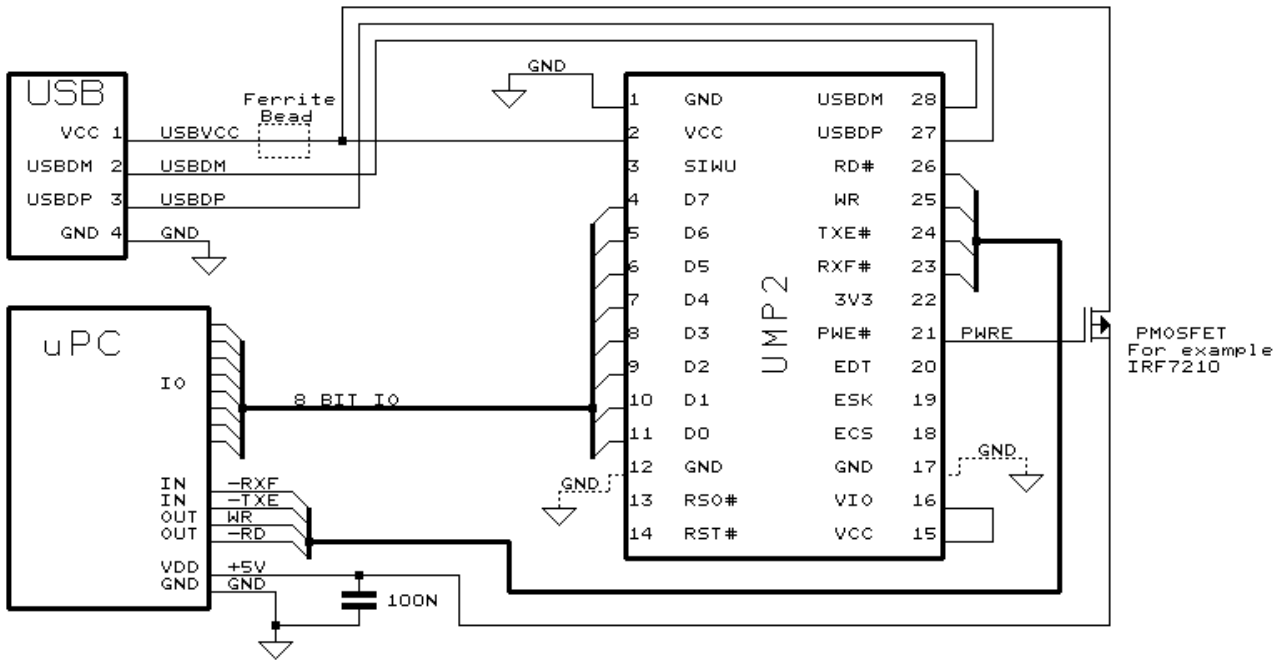 USB
VCC 1
USBDM 2
USBDP 3
GND 4
USBVCC
USBDM
USBDP
GND
Ferrite
Bead
GND
1 GND USBDM 28
2 VCC USBDP 27
3 SIWU RD# 26
4 D7 WR 25
5 D6 TXE# 24
6 D5 RXF# 23
7 D4 3V3 22
8 D3 PWE# 21
9 D2 EDT 20
10 D1 ESK 19
11 D0 ECS 18
12 GND GND 17
13 RSO# VIO 16
14 RST# VCC 15
UMP2
PWRE
PMOSFET
For example
IRF7210
GND
GND
uPC
IO
8 BIT IO
IN -RXF
IN -TXE
OUT WR
OUT -RD
VDD +5V
GND GND
100N